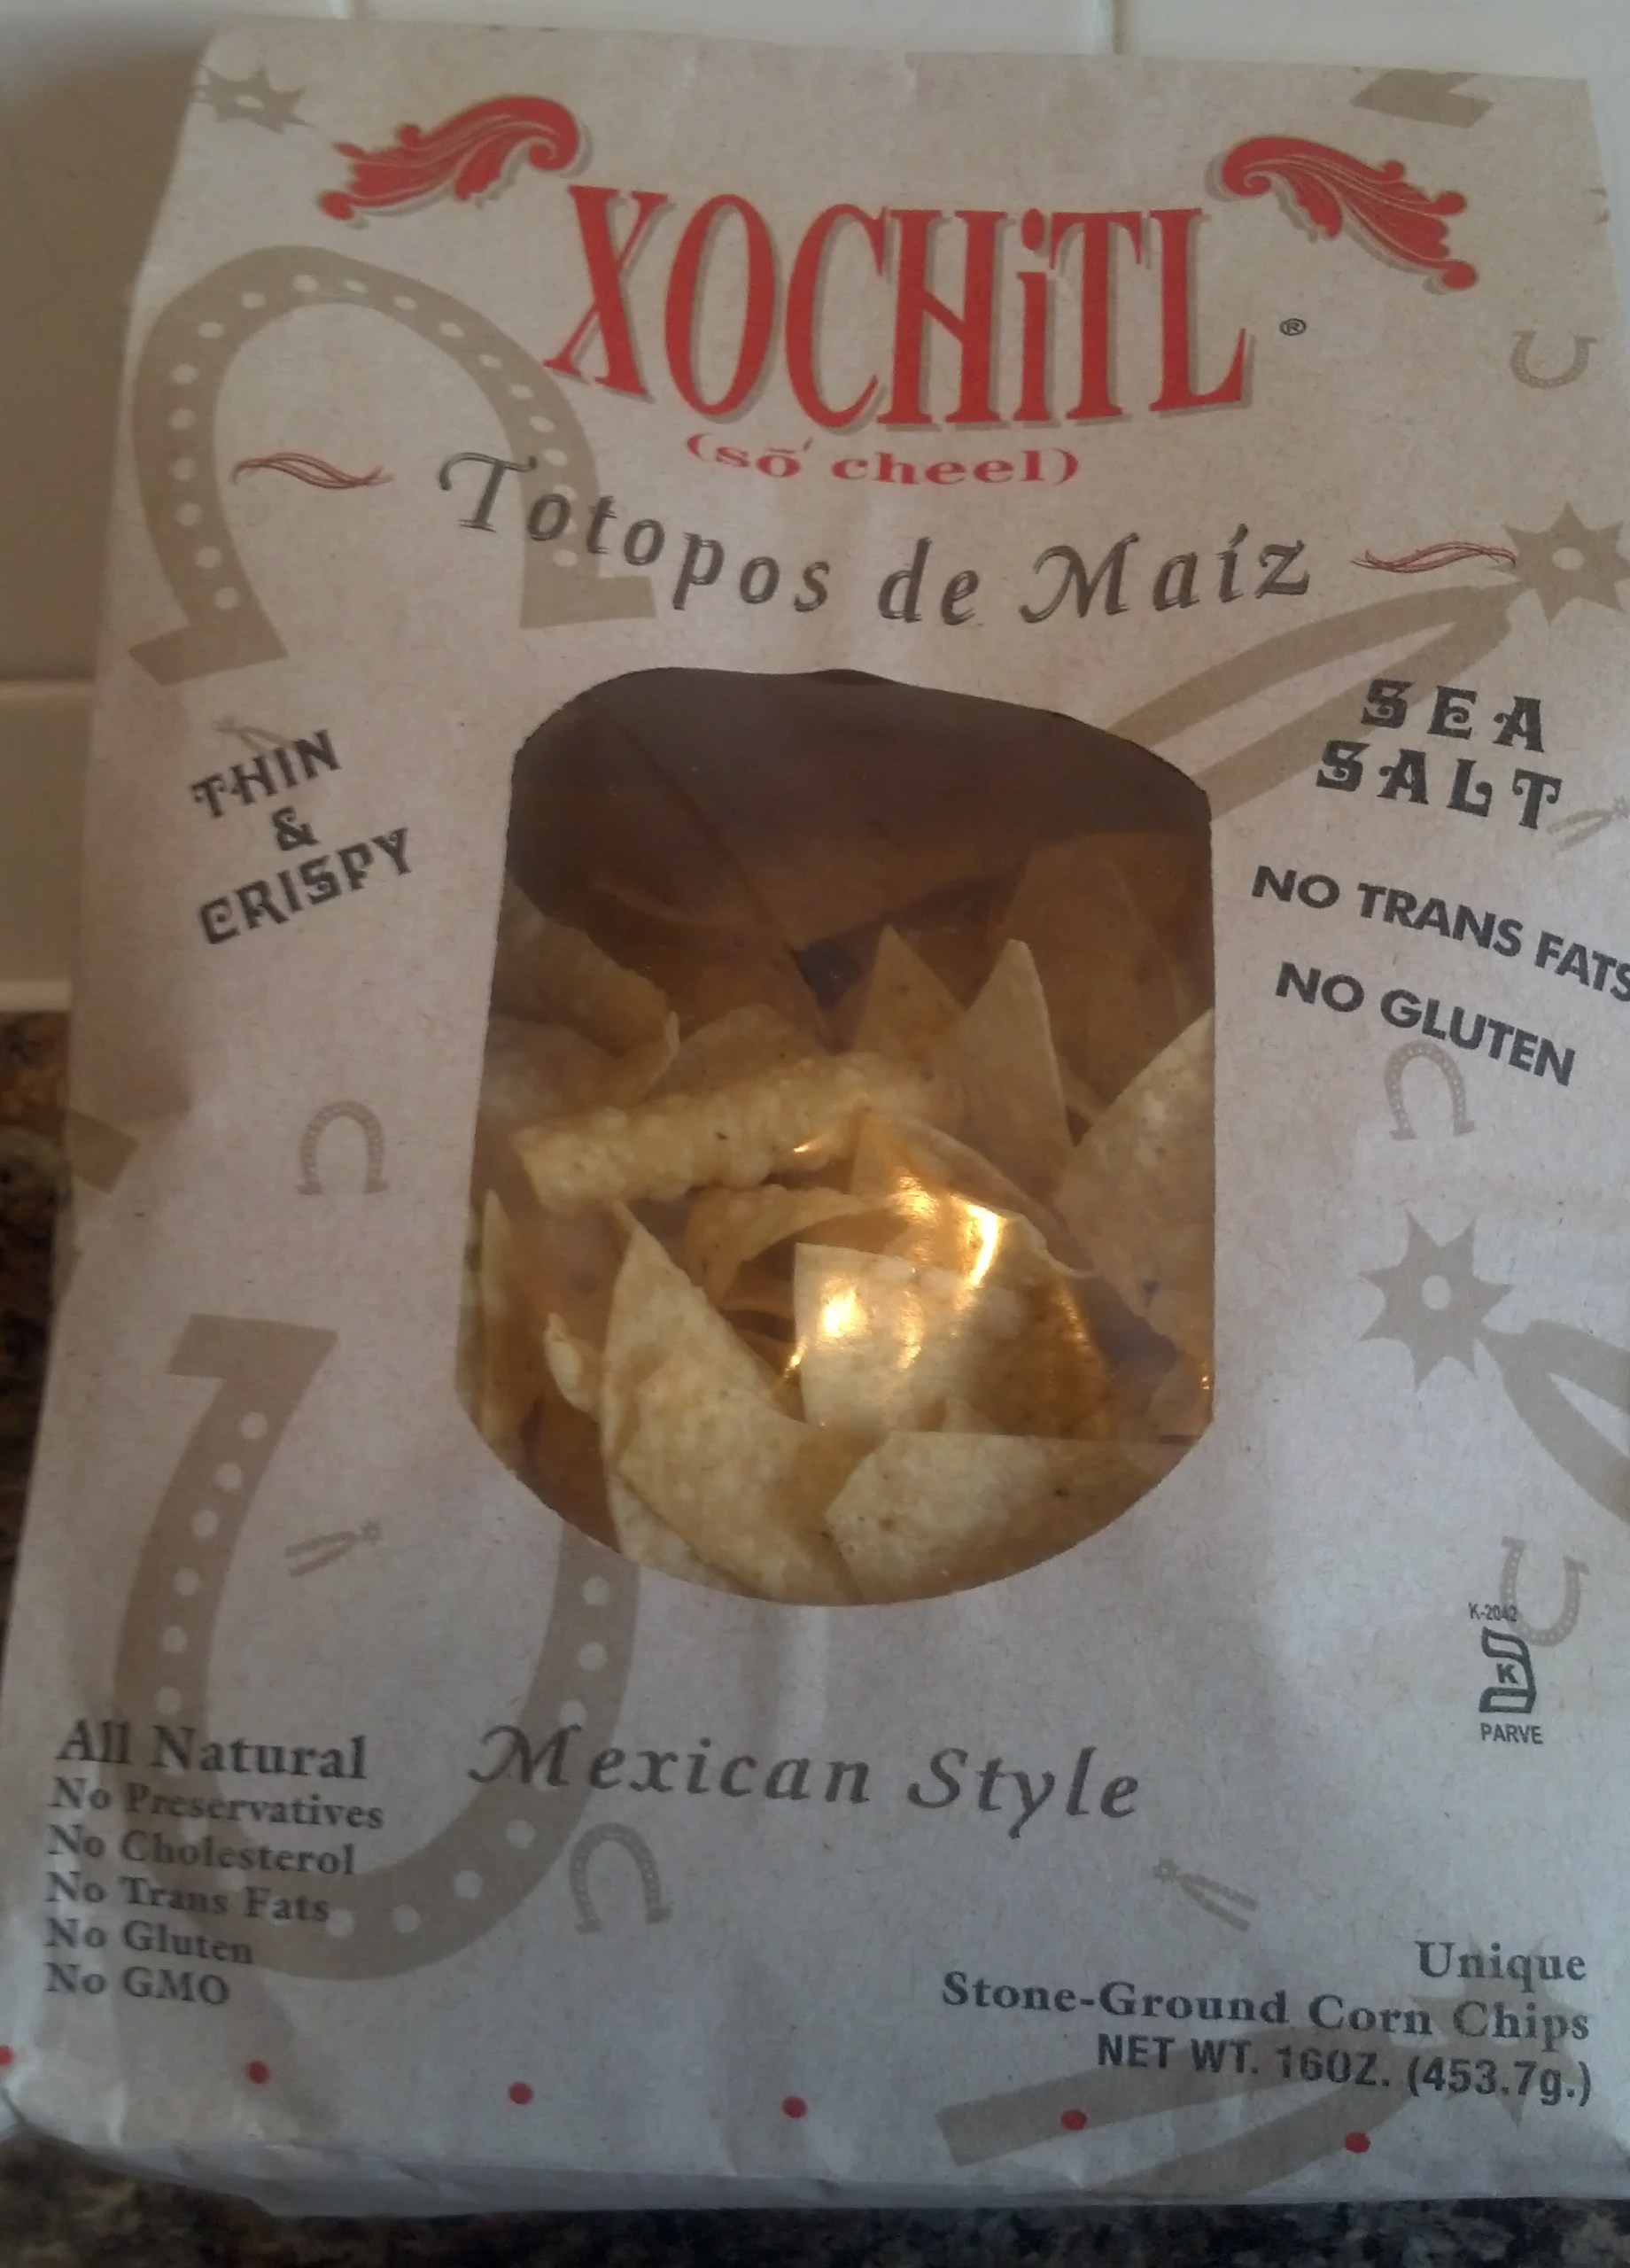 XOCHiTL ®
(sō' cheel)
Totopos de Maíz
THIN
&
CRISPY
SEA
SALT
NO TRANS FATS
NO GLUTEN
K-2042
K
PARVE
All Natural
No Preservatives
No Cholesterol
No Trans Fats
No Gluten
No GMO
Mexican Style
Unique
Stone-Ground Corn Chips
NET WT. 16OZ. (453.7g.)